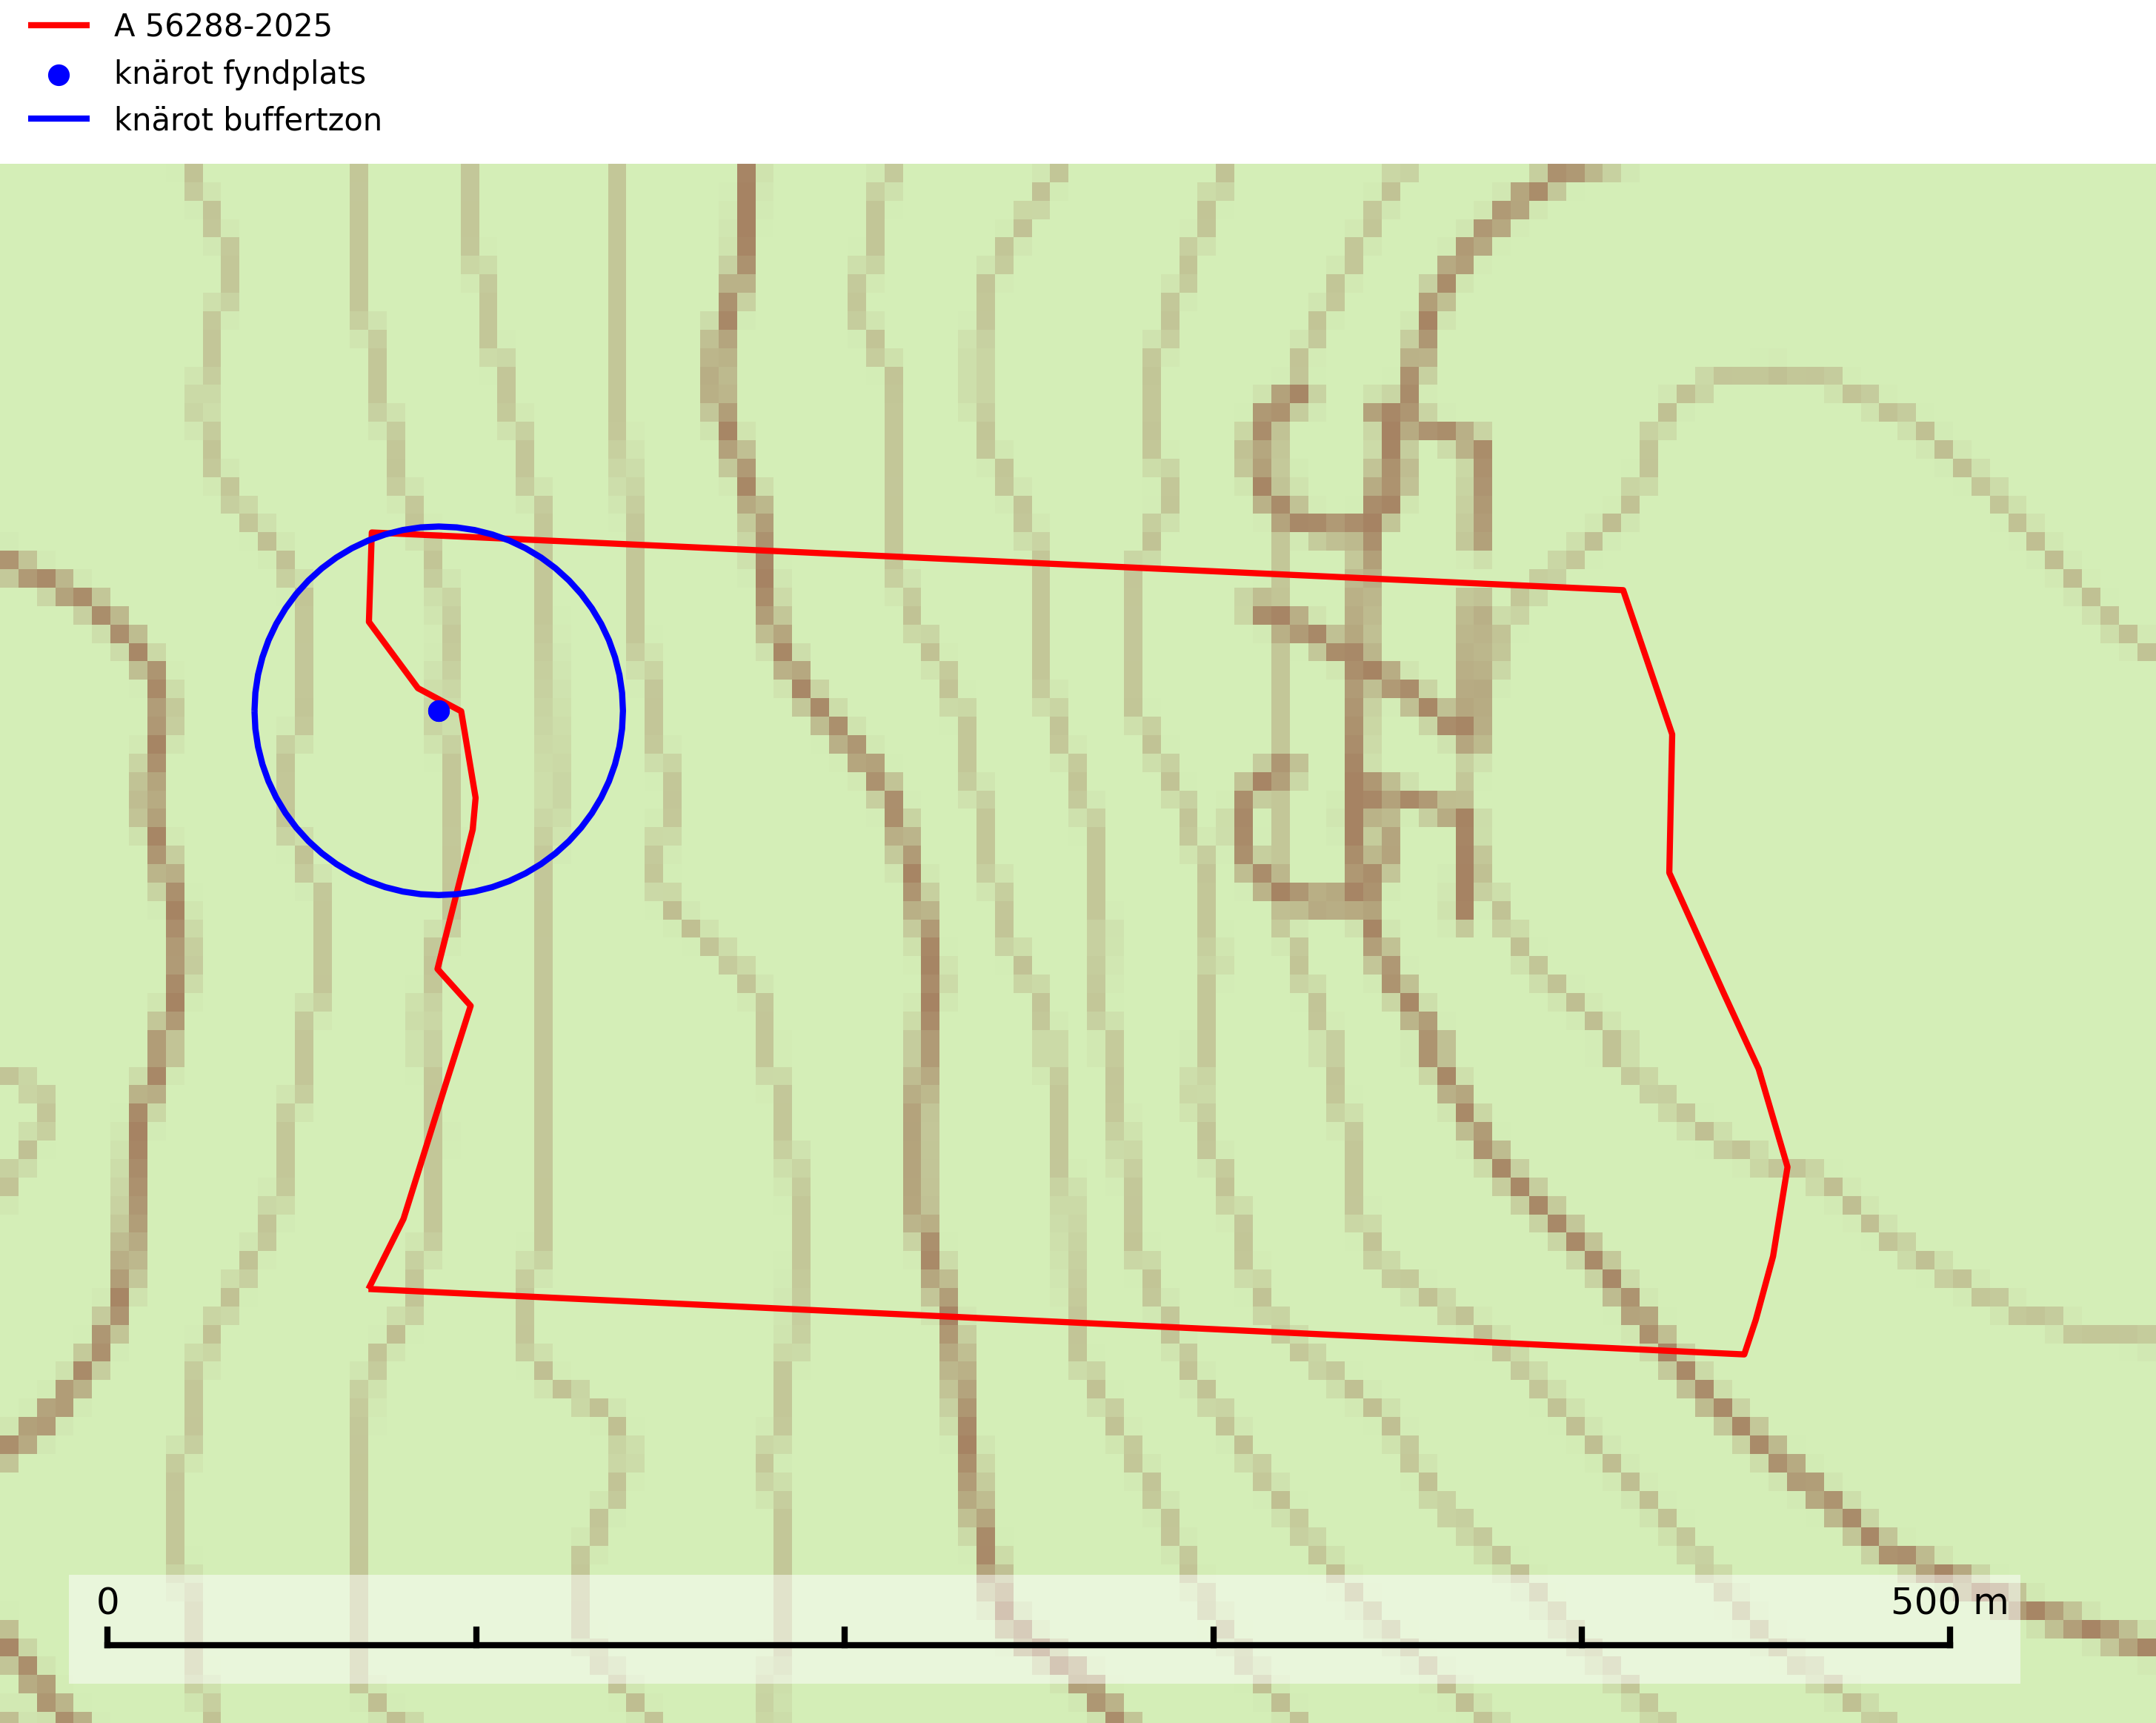 A 56288-2025
knärot fyndplats
knärot buffertzon
0
500 m